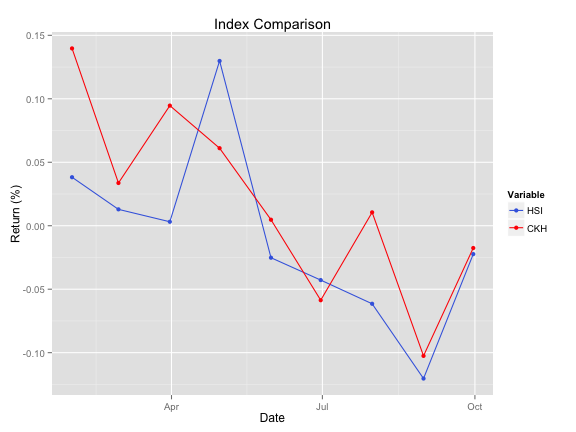 Index Comparison
0.15
0.10
0.05
0.00
-0.05
-0.10
Return (%)
Apr
Jul
Oct
Date
Variable
HSI
CKH